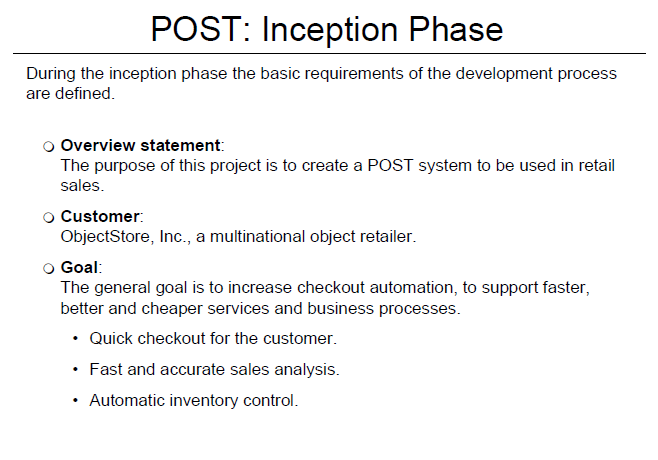 POST: Inception Phase
During the inception phase the basic requirements of the development process
are defined.
Overview statement:
The purpose of this project is to create a POST system to be used in retail
sales.
Customer:
ObjectStore, Inc., a multinational object retailer.
Goal:
The general goal is to increase checkout automation, to support faster,
better and cheaper services and business processes.
• Quick checkout for the customer.
• Fast and accurate sales analysis.
• Automatic inventory control.